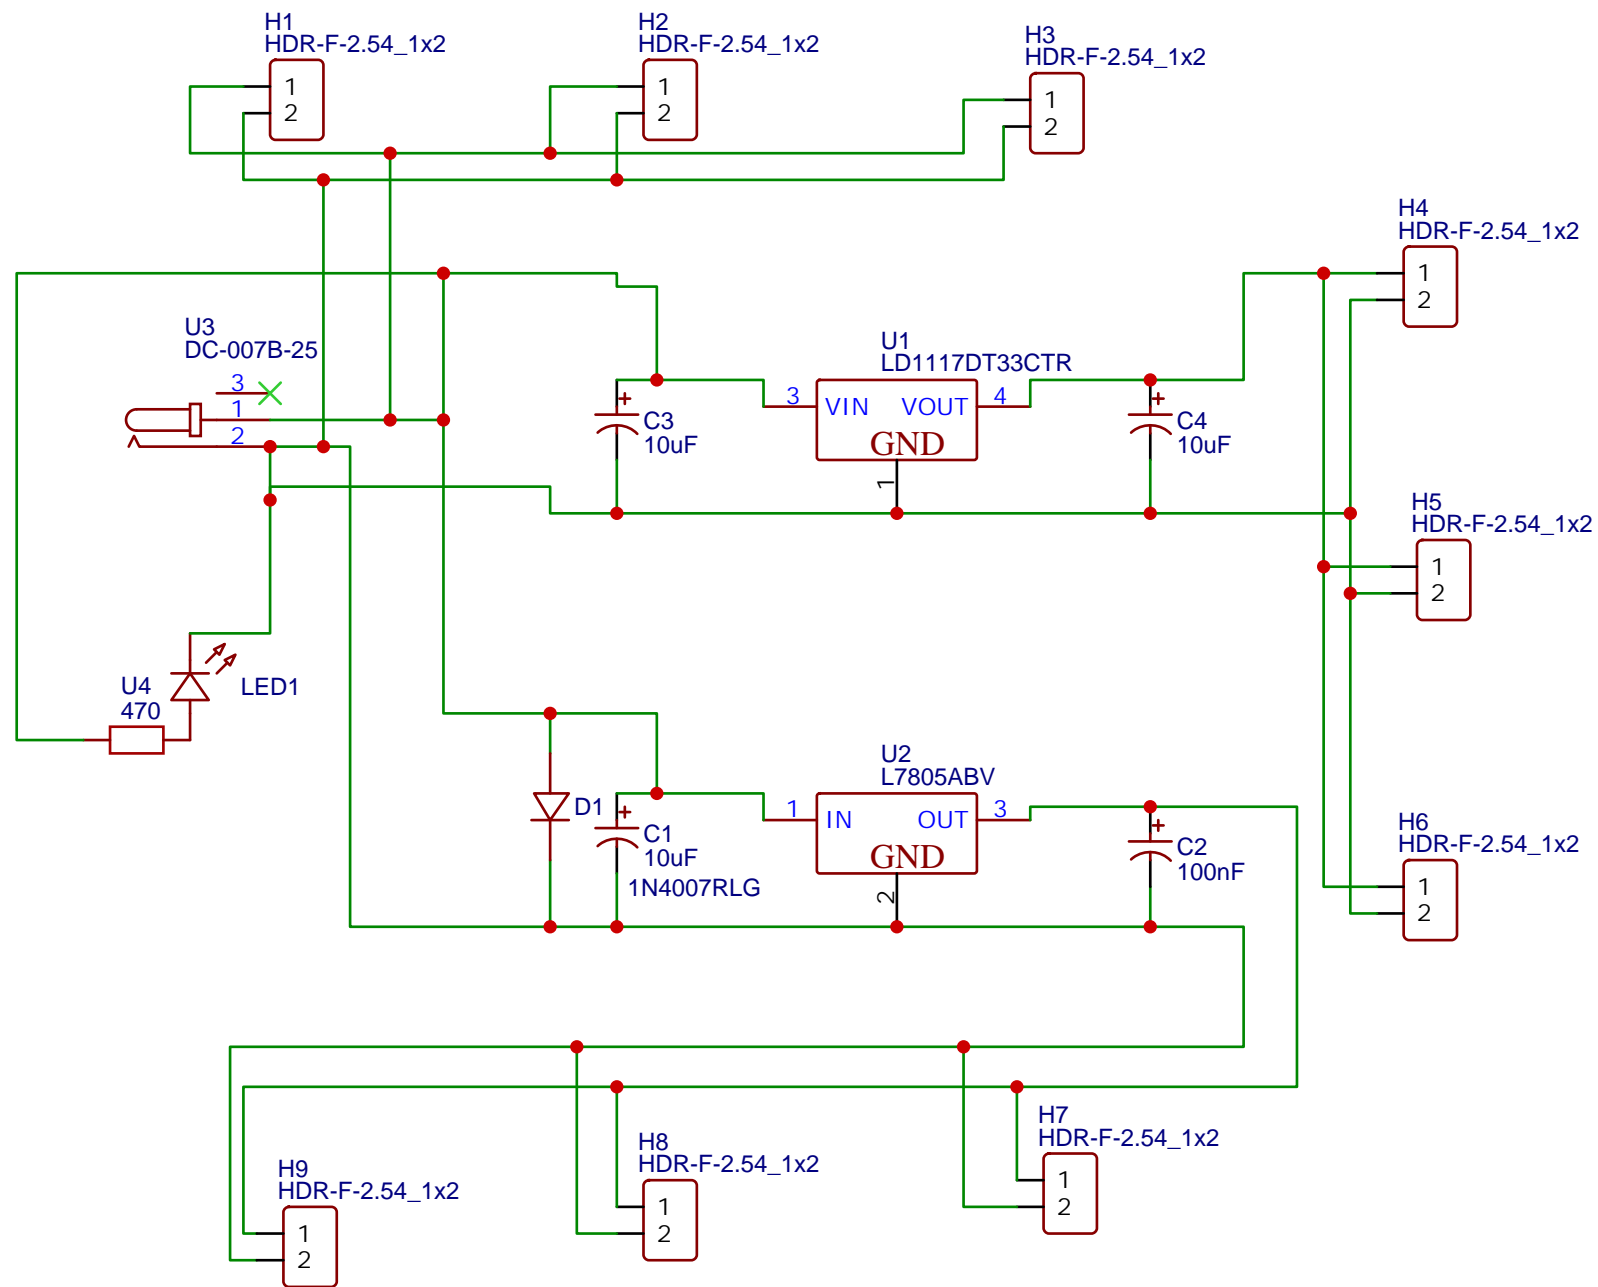 H1
HDR-F-2.54_1x2
1
2
H2
HDR-F-2.54_1x2
1
2
H3
HDR-F-2.54_1x2
1
2
H4
HDR-F-2.54_1x2
1
2
U3
DC-007B-25
3
1
2
U1
LD1117DT33CTR
3
VIN
VOUT
4
GND
1
+
C3
10uF
+
C4
10uF
H5
HDR-F-2.54_1x2
1
2
U4
470
LED1
U2
L7805ABV
1
IN
OUT
3
GND
2
D1
+
C1
10uF
1N4007RLG
+
C2
100nF
H6
HDR-F-2.54_1x2
1
2
H7
HDR-F-2.54_1x2
1
2
H8
HDR-F-2.54_1x2
1
2
H9
HDR-F-2.54_1x2
1
2